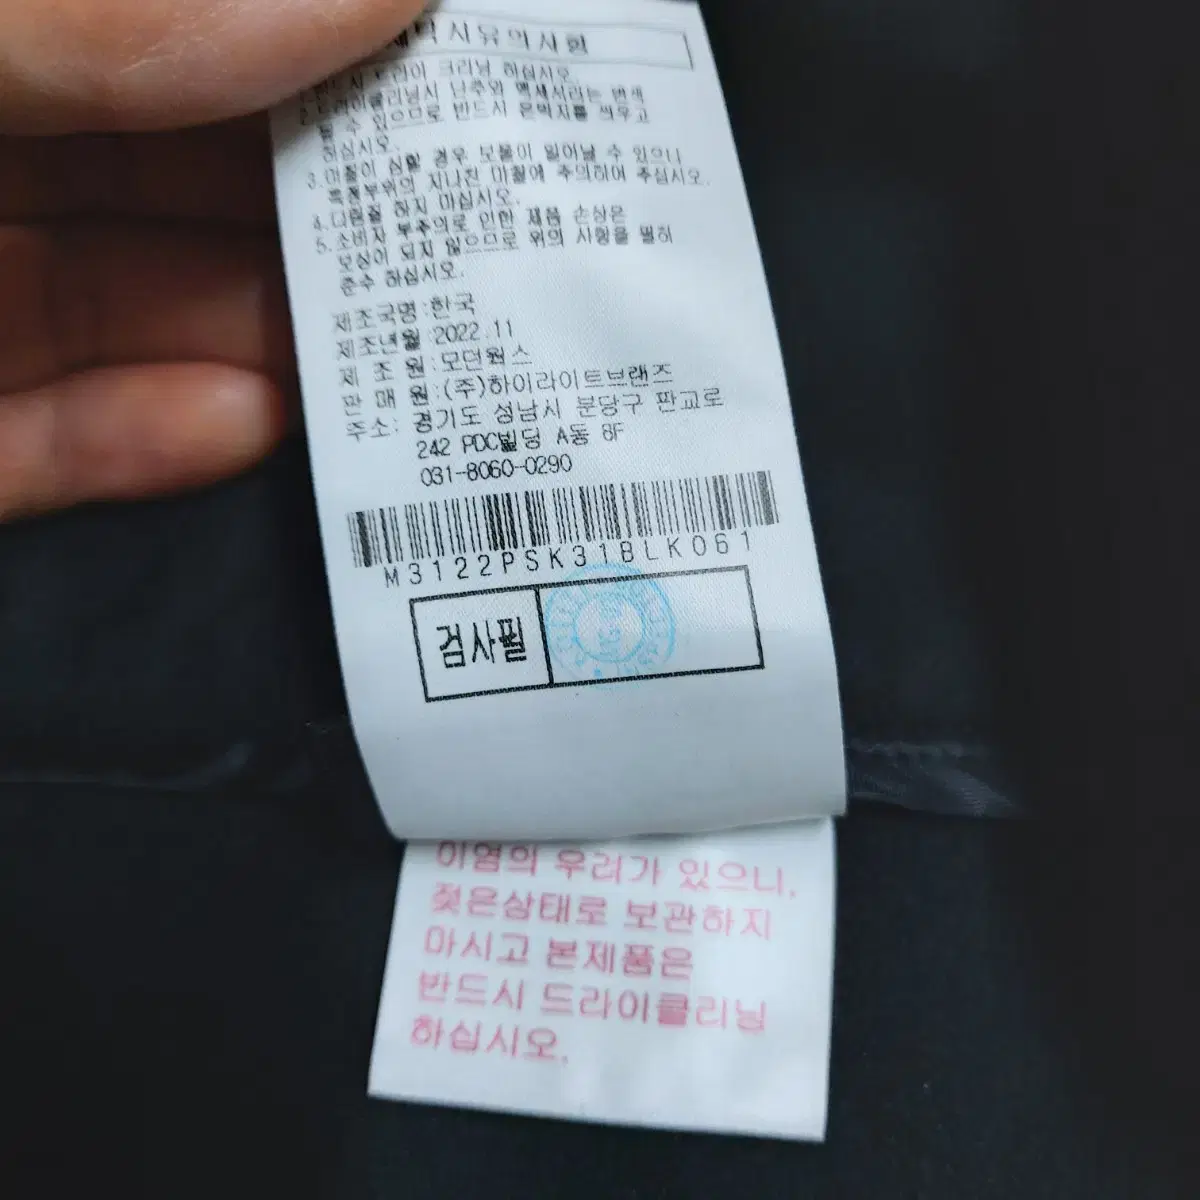 세탁시유의사항
1. 반드시 드라이 크리닝 하십시오.
2. 드라이클리닝시 단추와 액세서리는 변색
될 수 있으므로 반드시 은박지를 씌우고
하십시오.
3. 마찰이 심할 경우 보풀이 일어날 수 있으니
특정부위의 지나친 마찰에 주의하여 주십시오.
4. 다림질 하지 마십시오.
5. 소비자 부주의로 인한 제품 손상은
보상이 되지 않으므로 위의 사항을 필히
준수 하십시오.
제조국명:한국
제조년월:2022.11
제 조 원:모던웍스
판 매 원:(주)하이라이트브랜즈
주소: 경기도 성남시 분당구 판교로
242 PDC빌딩 A동 8F
031-8060-0290
M3122PSK31BLK061
검사필
이염의 우려가 있으니,
젖은상태로 보관하지
마시고 본제품은
반드시 드라이클리닝
하십시오.